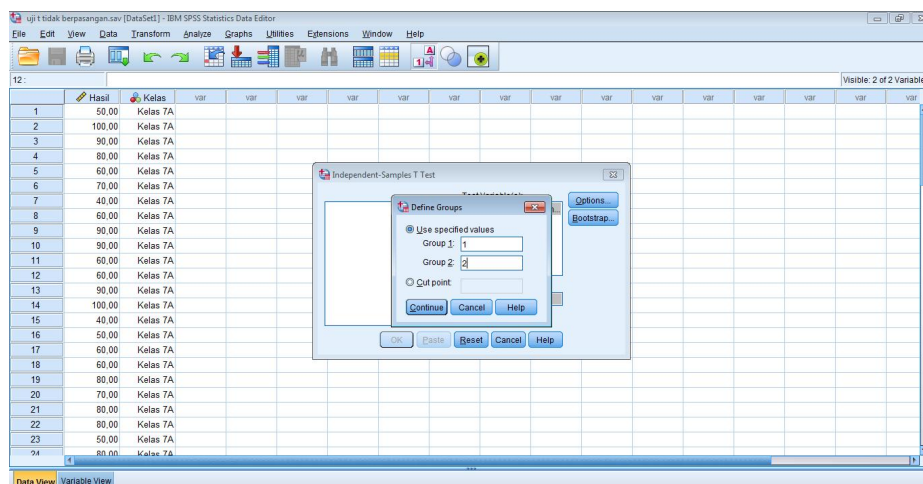 uji t tidak berpasangan.sav [DataSet1] - IBM SPSS Statistics Data Editor
File Edit View Data Transform Analyze Graphs Utilities Extensions Window Help
12 :
Visible: 2 of 2 Variable
Hasil Kelas var var var var var var var var var var var var var var var
1 50,00 Kelas 7A
2 100,00 Kelas 7A
3 90,00 Kelas 7A
4 80,00 Kelas 7A
5 60,00 Kelas 7A
6 70,00 Kelas 7A
7 40,00 Kelas 7A
8 60,00 Kelas 7A
9 90,00 Kelas 7A
10 90,00 Kelas 7A
11 60,00 Kelas 7A
12 60,00 Kelas 7A
13 90,00 Kelas 7A
14 100,00 Kelas 7A
15 40,00 Kelas 7A
16 50,00 Kelas 7A
17 60,00 Kelas 7A
18 60,00 Kelas 7A
19 80,00 Kelas 7A
20 70,00 Kelas 7A
21 80,00 Kelas 7A
22 80,00 Kelas 7A
23 50,00 Kelas 7A
24 80,00 Kelas 7A
Independent-Samples T Test
Options...
Bootstrap...
Define Groups
Use specified values
Group 1: 1
Group 2: 2
Cut point:
Continue Cancel Help
OK Paste Reset Cancel Help
Data View Variable View